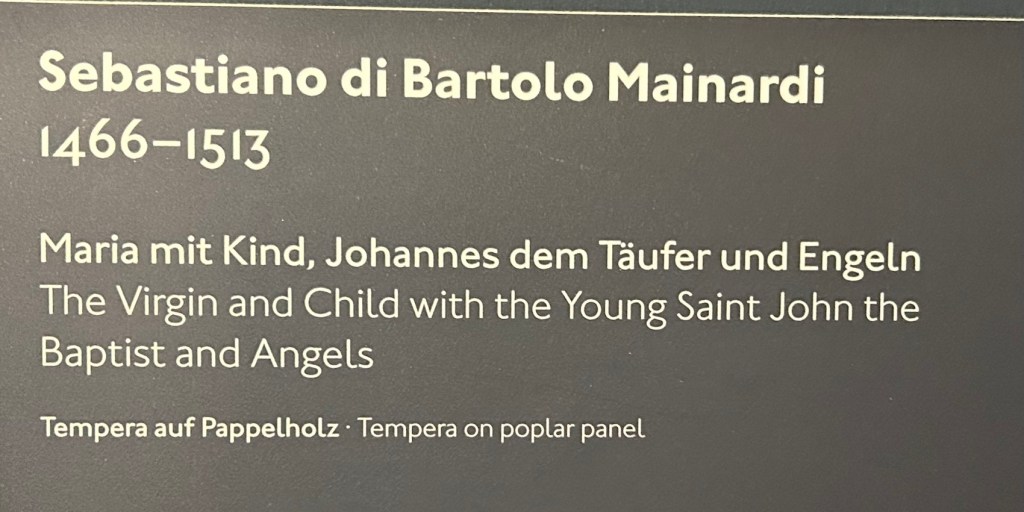 Sebastiano di Bartolo Mainardi
1466–1513
Maria mit Kind, Johannes dem Täufer und Engeln
The Virgin and Child with the Young Saint John the
Baptist and Angels
Tempera auf Pappelholz · Tempera on poplar panel